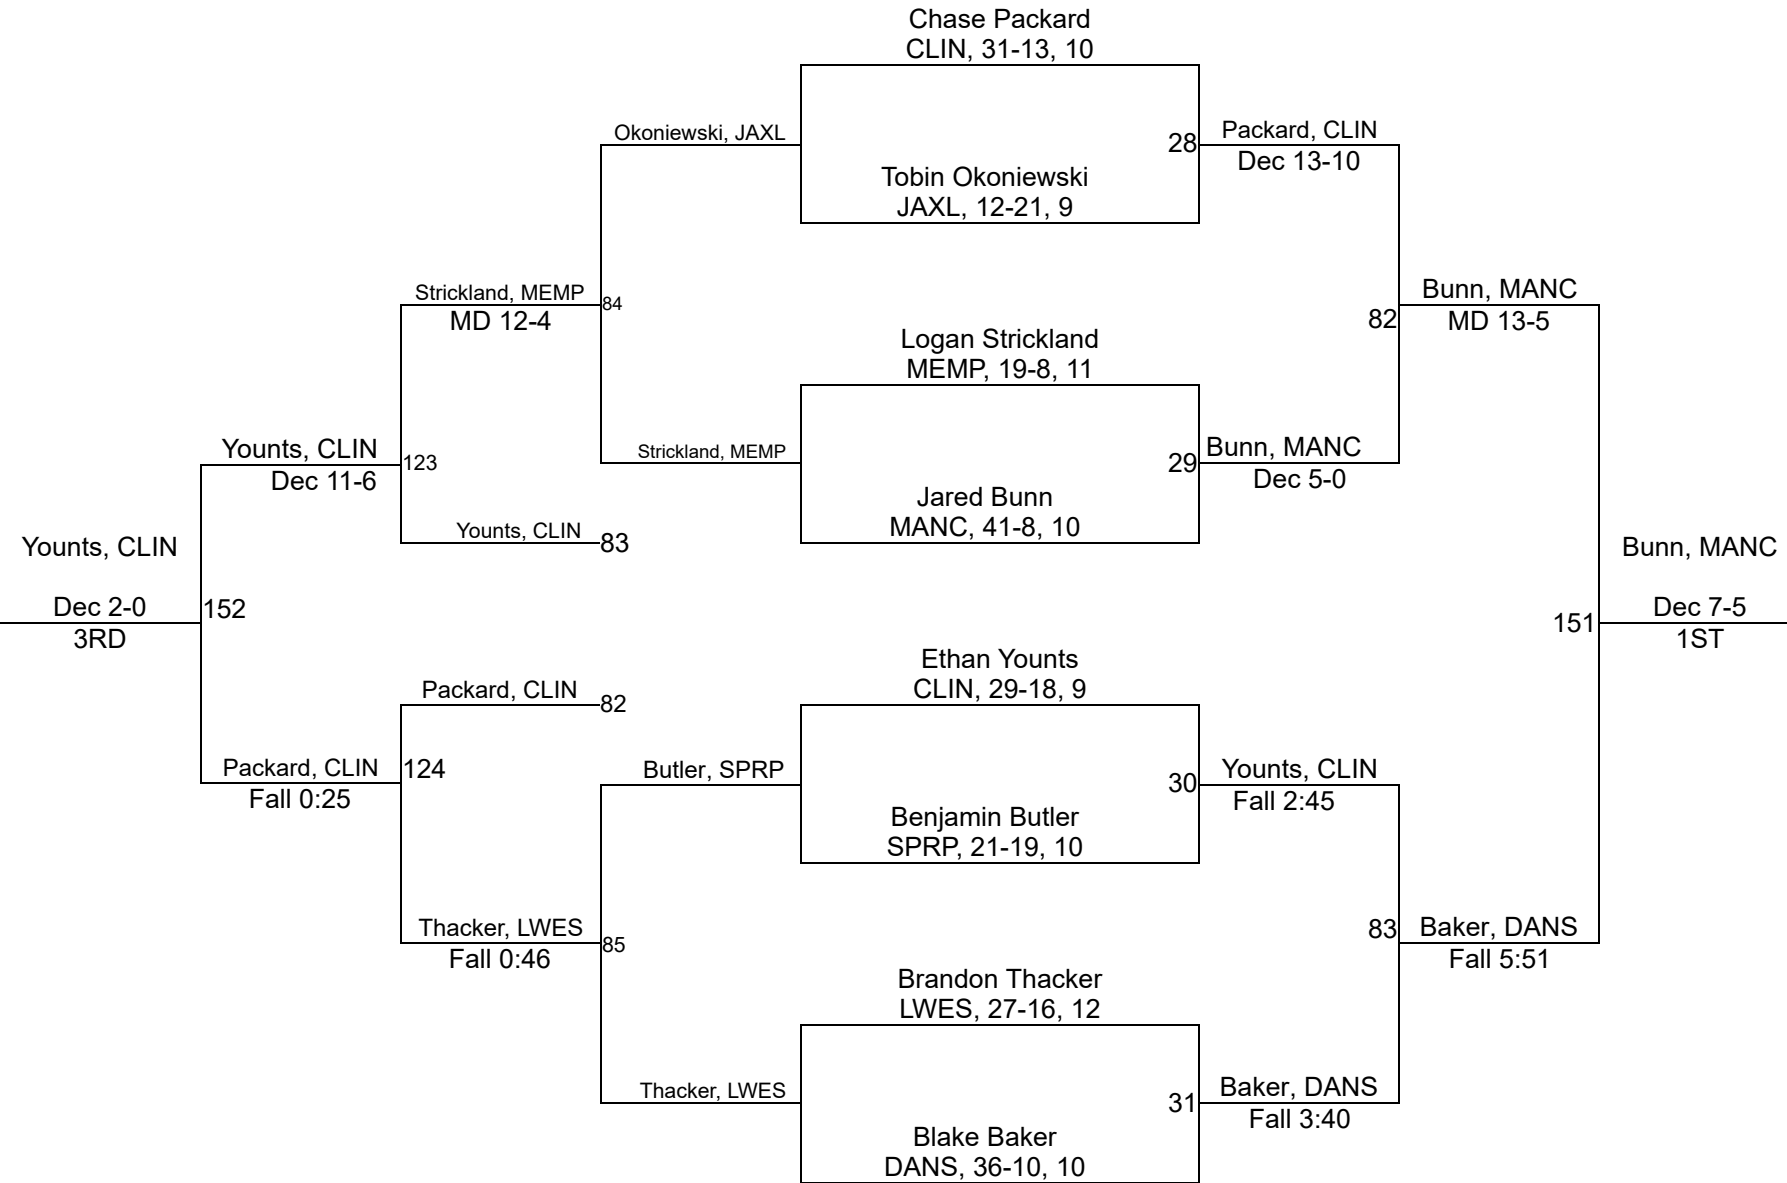 Chase Packard
CLIN, 31-13, 10
Okoniewski, JAXL
28
Packard, CLIN
Dec 13-10
Tobin Okoniewski
JAXL, 12-21, 9
Strickland, MEMP
MD 12-4
84
Bunn, MANC
MD 13-5
82
Logan Strickland
MEMP, 19-8, 11
Younts, CLIN
Dec 11-6
123
Strickland, MEMP
29
Bunn, MANC
Dec 5-0
Jared Bunn
MANC, 41-8, 10
Younts, CLIN
83
Younts, CLIN
Dec 2-0
3RD
152
Bunn, MANC
Dec 7-5
1ST
151
Ethan Younts
CLIN, 29-18, 9
Packard, CLIN
82
Packard, CLIN
Fall 0:25
124
Butler, SPRP
30
Younts, CLIN
Fall 2:45
Benjamin Butler
SPRP, 21-19, 10
Thacker, LWES
Fall 0:46
85
83
Baker, DANS
Fall 5:51
Brandon Thacker
LWES, 27-16, 12
Thacker, LWES
31
Baker, DANS
Fall 3:40
Blake Baker
DANS, 36-10, 10